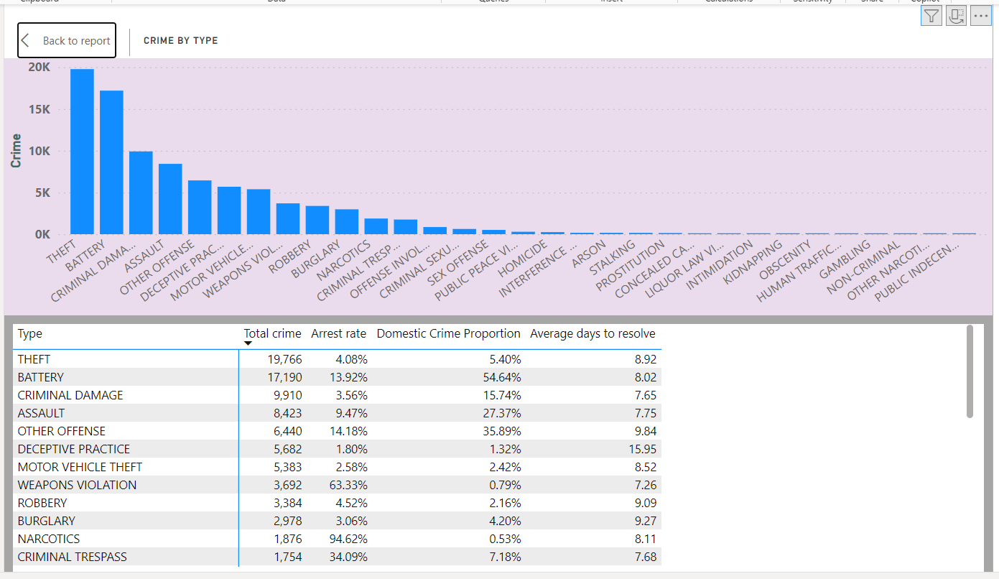 Clipboard Data Queries Insert Calculations Sensitivity Share Copilot
Back to report CRIME BY TYPE
Crime
20K
15K
10K
5K
0K
THEFT
BATTERY
CRIMINAL DAMA...
ASSAULT
OTHER OFFENSE
DECEPTIVE PRAC...
MOTOR VEHICLE...
WEAPONS VIOL...
ROBBERY
BURGLARY
NARCOTICS
CRIMINAL TRESP...
OFFENSE INVOL...
CRIMINAL SEXU...
SEX OFFENSE
PUBLIC PEACE VI...
HOMICIDE
INTERFERENCE ...
ARSON
STALKING
PROSTITUTION
CONCEALED CA...
LIQUOR LAW VI...
INTIMIDATION
KIDNAPPING
OBSCENITY
HUMAN TRAFFIC...
GAMBLING
NON-CRIMINAL
OTHER NARCOTI...
PUBLIC INDECEN...
Type Total crime Arrest rate Domestic Crime Proportion Average days to resolve
THEFT 19,766 4.08% 5.40% 8.92
BATTERY 17,190 13.92% 54.64% 8.02
CRIMINAL DAMAGE 9,910 3.56% 15.74% 7.65
ASSAULT 8,423 9.47% 27.37% 7.75
OTHER OFFENSE 6,440 14.18% 35.89% 9.84
DECEPTIVE PRACTICE 5,682 1.80% 1.32% 15.95
MOTOR VEHICLE THEFT 5,383 2.58% 2.42% 8.52
WEAPONS VIOLATION 3,692 63.33% 0.79% 7.26
ROBBERY 3,384 4.52% 2.16% 9.09
BURGLARY 2,978 3.06% 4.20% 9.27
NARCOTICS 1,876 94.62% 0.53% 8.11
CRIMINAL TRESPASS 1,754 34.09% 7.18% 7.68